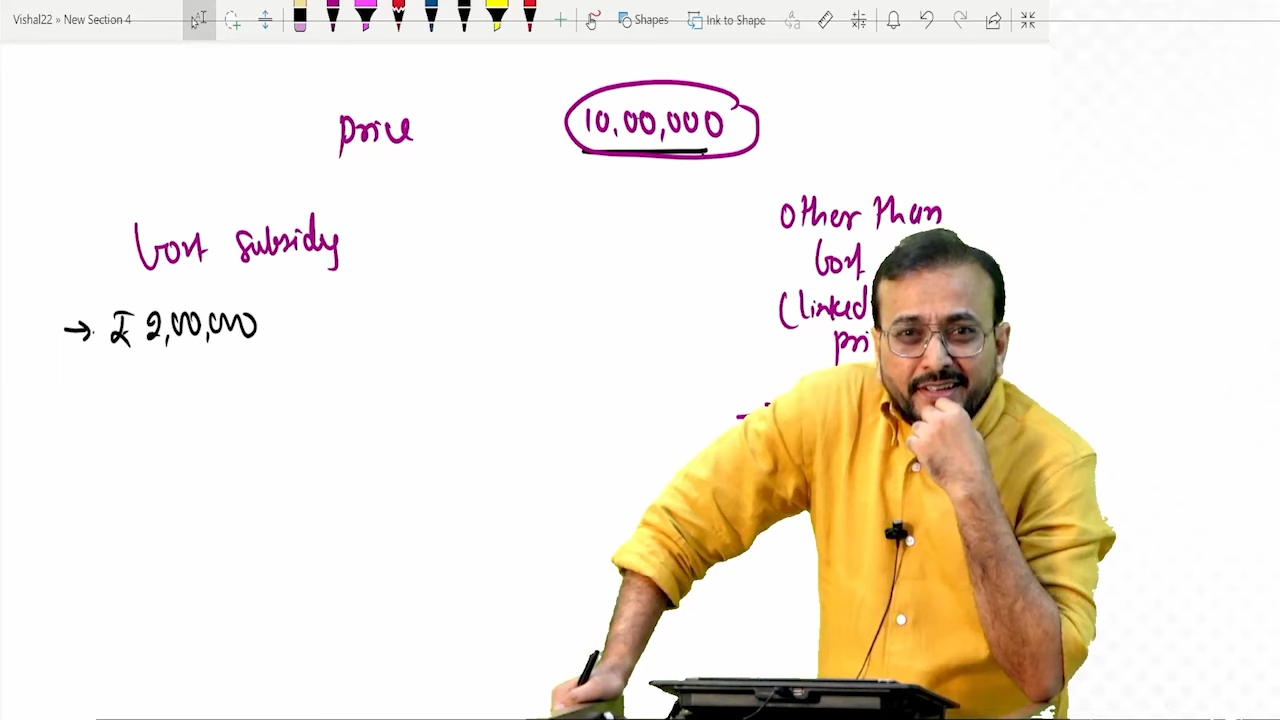 Vishal22 » New Section 4
Shapes
Ink to Shape
Price 10,00,000
Govt subsidy
→ ₹ 2,00,000
Other than
Govt
(linked
pri